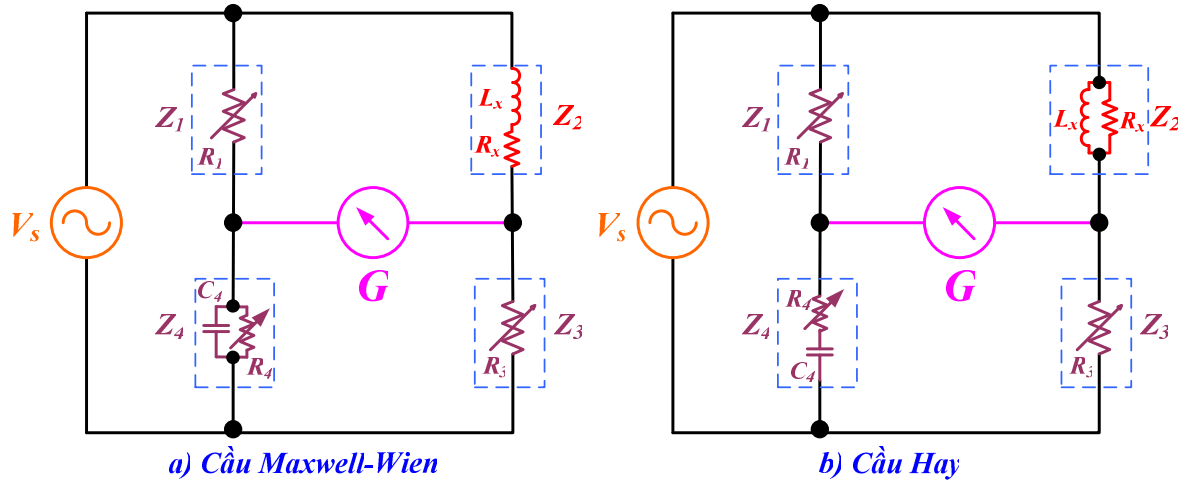 Z₁
R₁
Lₓ
Rₓ
Z₂
Vₛ
G
C₄
Z₄
R₄
R₃
Z₃
a) Cầu Maxwell-Wien
Z₁
R₁
Lₓ
Rₓ
Z₂
Vₛ
G
R₄
Z₄
C₄
R₃
Z₃
b) Cầu Hay